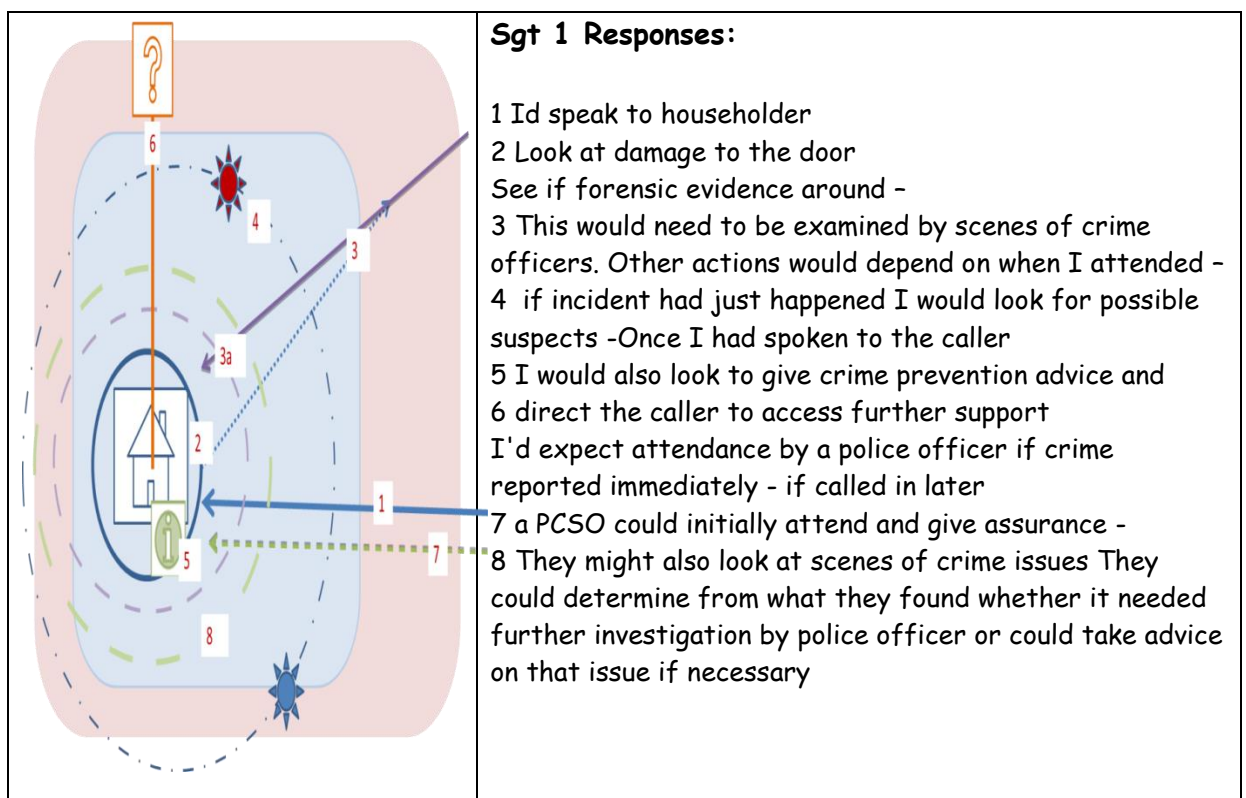 ?
6
4
3
3a
2
1
i
5
7
8
Sgt 1 Responses:
1 Id speak to householder
2 Look at damage to the door
See if forensic evidence around –
3 This would need to be examined by scenes of crime
officers. Other actions would depend on when I attended –
4  if incident had just happened I would look for possible
suspects -Once I had spoken to the caller
5 I would also look to give crime prevention advice and
6 direct the caller to access further support
I'd expect attendance by a police officer if crime
reported immediately - if called in later
7 a PCSO could initially attend and give assurance -
8 They might also look at scenes of crime issues They
could determine from what they found whether it needed
further investigation by police officer or could take advice
on that issue if necessary